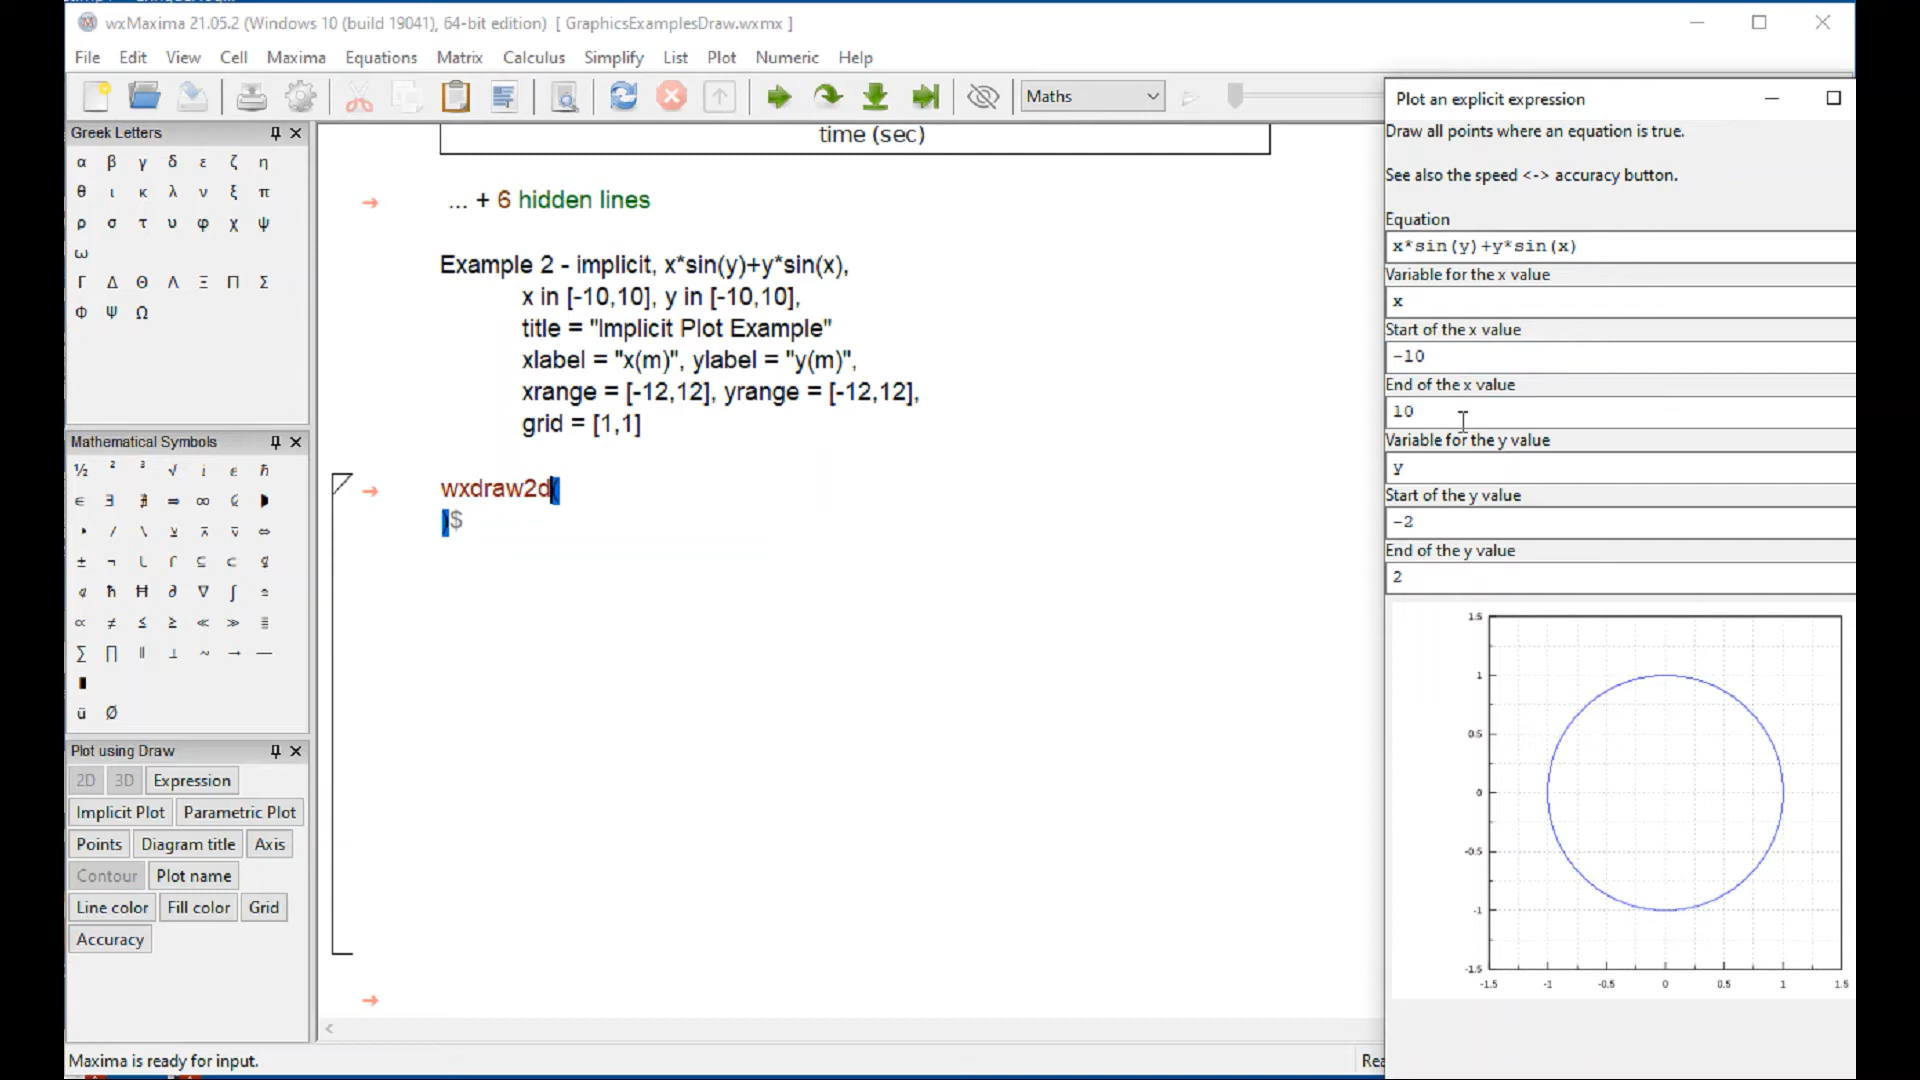 wxMaxima 21.05.2 (Windows 10 (build 19041), 64-bit edition) [ GraphicsExamplesDraw.wxmx ]
File Edit View Cell Maxima Equations Matrix Calculus Simplify List Plot Numeric Help
Maths
Greek Letters
α β γ δ ε ζ η
θ ι κ λ ν ξ π
ρ σ τ υ φ χ ψ
ω
Γ Δ Θ Λ Ξ Π Σ
Φ Ψ Ω
Mathematical Symbols
½ ² ³ √ i e ħ
∈ ∃ ∄ ⇒ ∞
≠ ≤ ≥ ≪ ≫
∑ ∏ ∥ ⊥ ~ → —
ü Ø
Plot using Draw
2D 3D Expression
Implicit Plot Parametric Plot
Points Diagram title Axis
Contour Plot name
Line color Fill color Grid
Accuracy
time (sec)
... + 6 hidden lines
Example 2 - implicit, x*sin(y)+y*sin(x),
x in [-10,10], y in [-10,10],
title = "Implicit Plot Example"
xlabel = "x(m)", ylabel = "y(m)",
xrange = [-12,12], yrange = [-12,12],
grid = [1,1]
wxdraw2d(
)$
Plot an explicit expression
Draw all points where an equation is true.
See also the speed <-> accuracy button.
Equation
x*sin(y)+y*sin(x)
Variable for the x value
x
Start of the x value
-10
End of the x value
10
Variable for the y value
y
Start of the y value
-2
End of the y value
2
1.5
1
0.5
0
-0.5
-1
-1.5
-1.5 -1 -0.5 0 0.5 1 1.5
Maxima is ready for input.